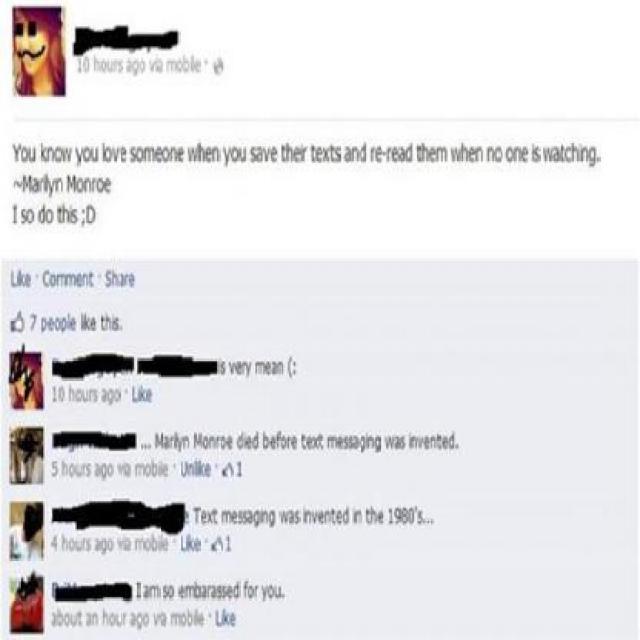 10 hours ago via mobile ·
You know you love someone when you save their texts and re-read them when no one is watching.
~Marilyn Monroe
I so do this ;D
Like · Comment · Share
7 people like this.
is very mean (:
10 hours ago · Like
... Marilyn Monroe died before text messaging was invented.
5 hours ago via mobile · Unlike · 1
Text messaging was invented in the 1980's...
4 hours ago via mobile · Like · 1
I am so embarassed for you.
about an hour ago via mobile · Like